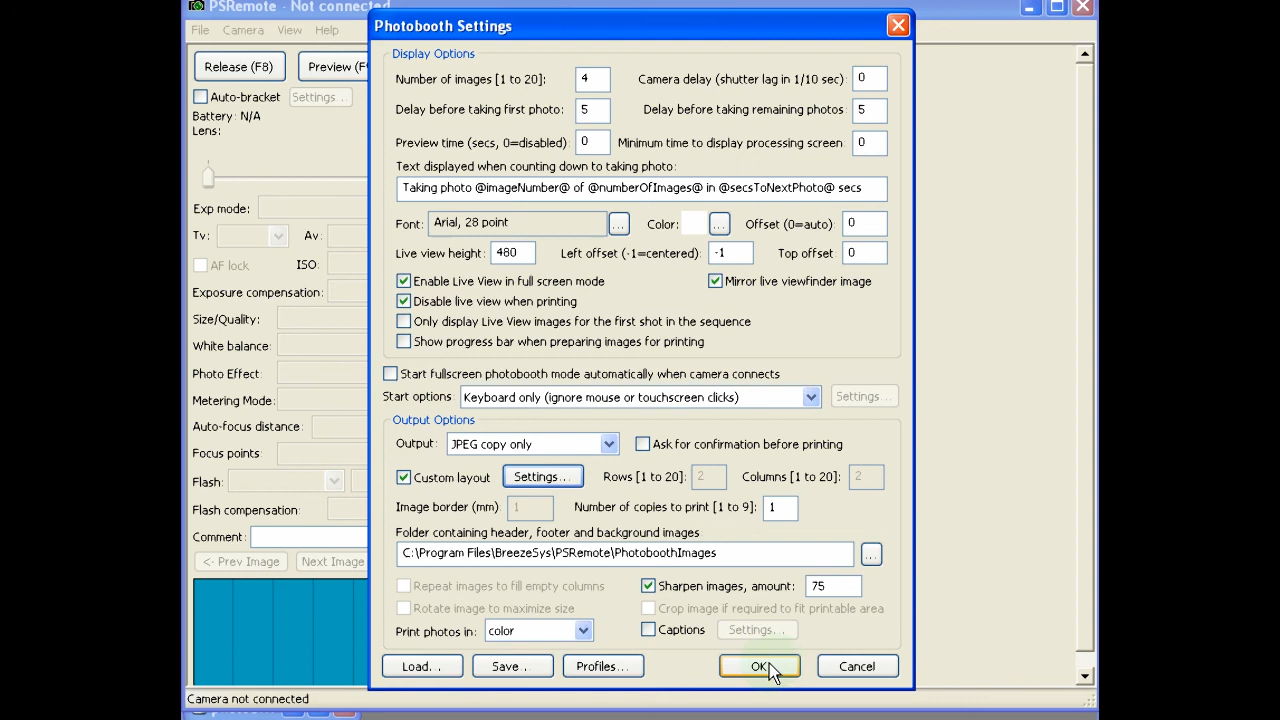 PSRemote - Not connected
File Camera View Help
Release (F8) Preview (F
Auto-bracket Settings...
Battery: N/A
Lens:
Exp mode:
Tv: Av:
AF lock ISO:
Exposure compensation:
Size/Quality:
White balance:
Photo Effect:
Metering Mode:
Auto-focus distance:
Focus points:
Flash:
Flash compensation:
Comment:
<- Prev Image Next Image
Camera not connected
Photobooth Settings
Display Options
Number of images [1 to 20]: 4 Camera delay (shutter lag in 1/10 sec): 0
Delay before taking first photo: 5 Delay before taking remaining photos 5
Preview time (secs, 0=disabled): 0 Minimum time to display processing screen: 0
Text displayed when counting down to taking photo:
Taking photo @imageNumber@ of @numberOfImages@ in @secsToNextPhoto@ secs
Font: Arial, 28 point ... Color: ... Offset (0=auto): 0
Live view height: 480 Left offset (-1=centered): -1 Top offset: 0
Enable Live View in full screen mode Mirror live viewfinder image
Disable live view when printing
Only display Live View images for the first shot in the sequence
Show progress bar when preparing images for printing
Start fullscreen photobooth mode automatically when camera connects
Start options: Keyboard only (ignore mouse or touchscreen clicks) Settings...
Output Options
Output: JPEG copy only Ask for confirmation before printing
Custom layout Settings... Rows [1 to 20]: 2 Columns [1 to 20]: 2
Image border (mm): 1 Number of copies to print [1 to 9]: 1
Folder containing header, footer and background images:
C:\Program Files\BreezeSys\PSRemote\PhotoboothImages ...
Repeat images to fill empty columns Sharpen images, amount: 75
Rotate image to maximize size Crop image if required to fit printable area
Print photos in: color Captions Settings...
Load... Save... Profiles... OK Cancel